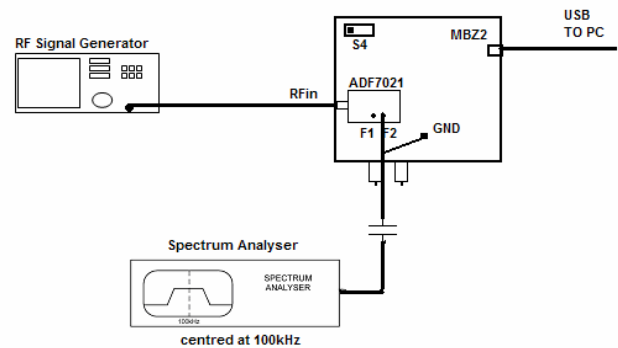 USB
TO PC
RF Signal Generator
S4
MBZ2
ADF7021
RFin
F1 F2
GND
Spectrum Analyser
SPECTRUM
ANALYSER
100kHz
centred at 100kHz